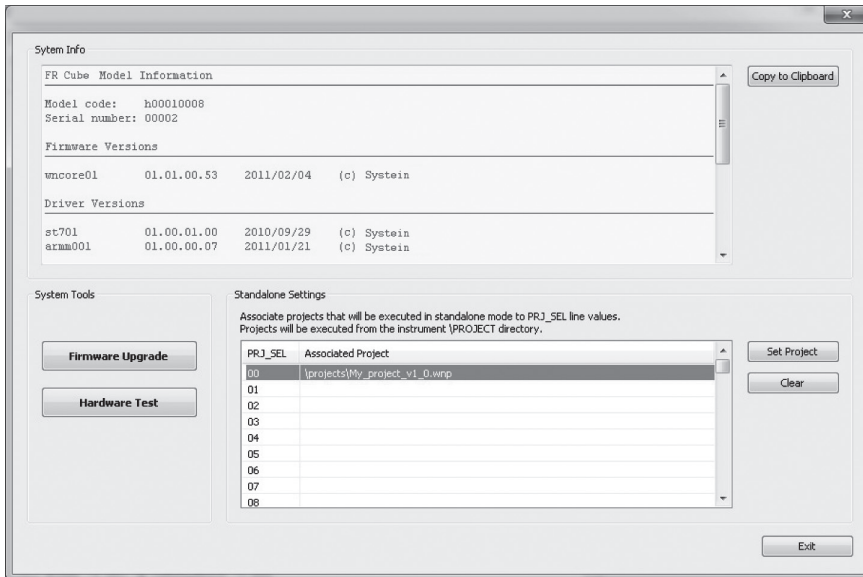 X
Sytem Info
FR Cube Model Information
Model code: h00010008
Serial number: 00002
Firmware Versions
wncore01 01.01.00.53 2011/02/04 (c) Systein
Driver Versions
st701 01.00.01.00 2010/09/29 (c) Systein
armm001 01.00.00.07 2011/01/21 (c) Systein
Copy to Clipboard
System Tools
Firmware Upgrade
Hardware Test
Standalone Settings
Associate projects that will be executed in standalone mode to PRJ_SEL line values.
Projects will be executed from the instrument \PROJECT directory.
PRJ_SEL Associated Project
00 \projects\My_project_v1_0.wnp
01
02
03
04
05
06
07
08
Set Project
Clear
Exit